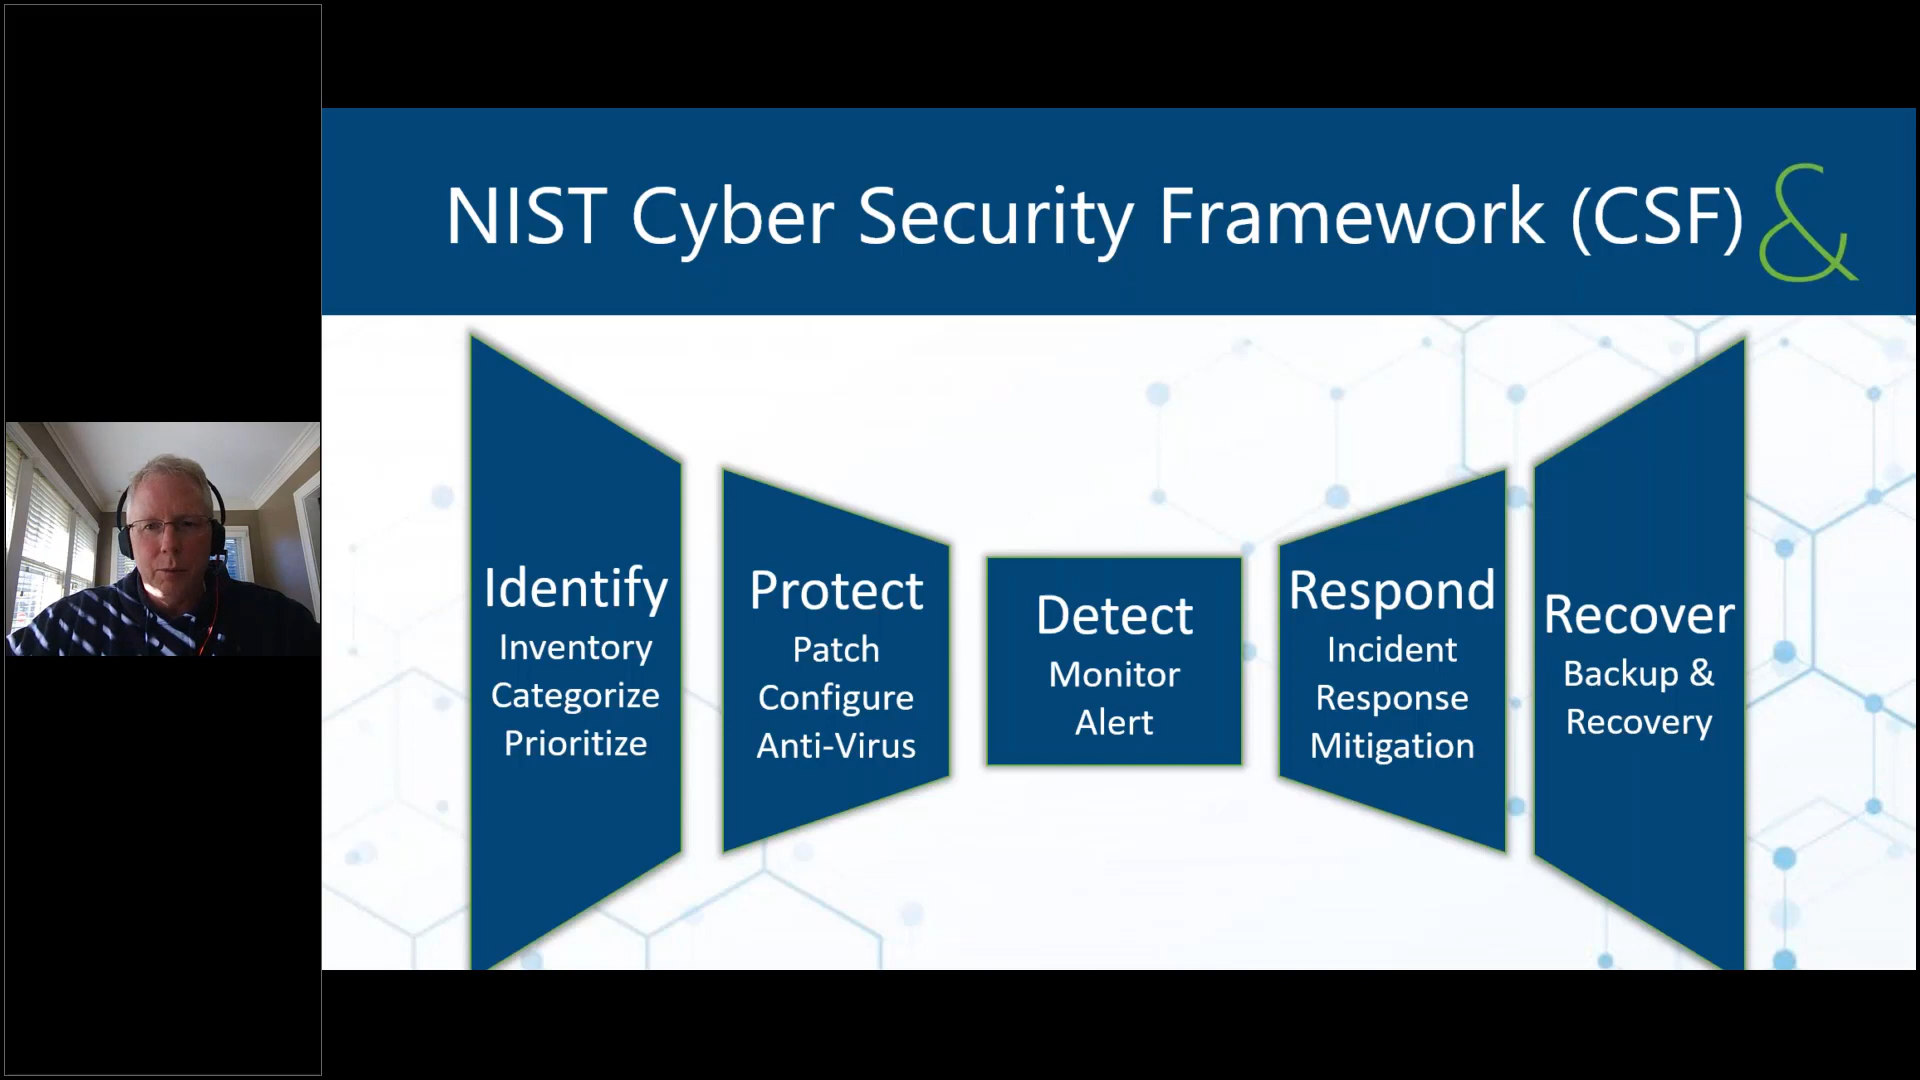 NIST Cyber Security Framework (CSF) &
Identify
Inventory
Categorize
Prioritize
Protect
Patch
Configure
Anti-Virus
Detect
Monitor
Alert
Respond
Incident
Response
Mitigation
Recover
Backup &
Recovery